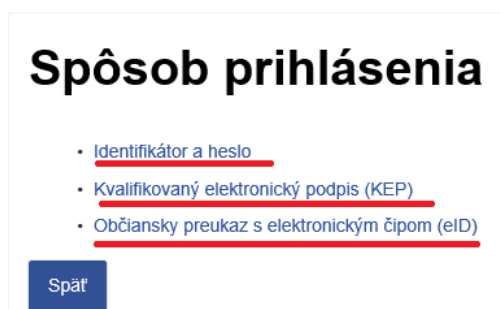 Spôsob prihlásenia
Identifikátor a heslo
Kvalifikovaný elektronický podpis (KEP)
Občiansky preukaz s elektronickým čipom (eID)
Späť